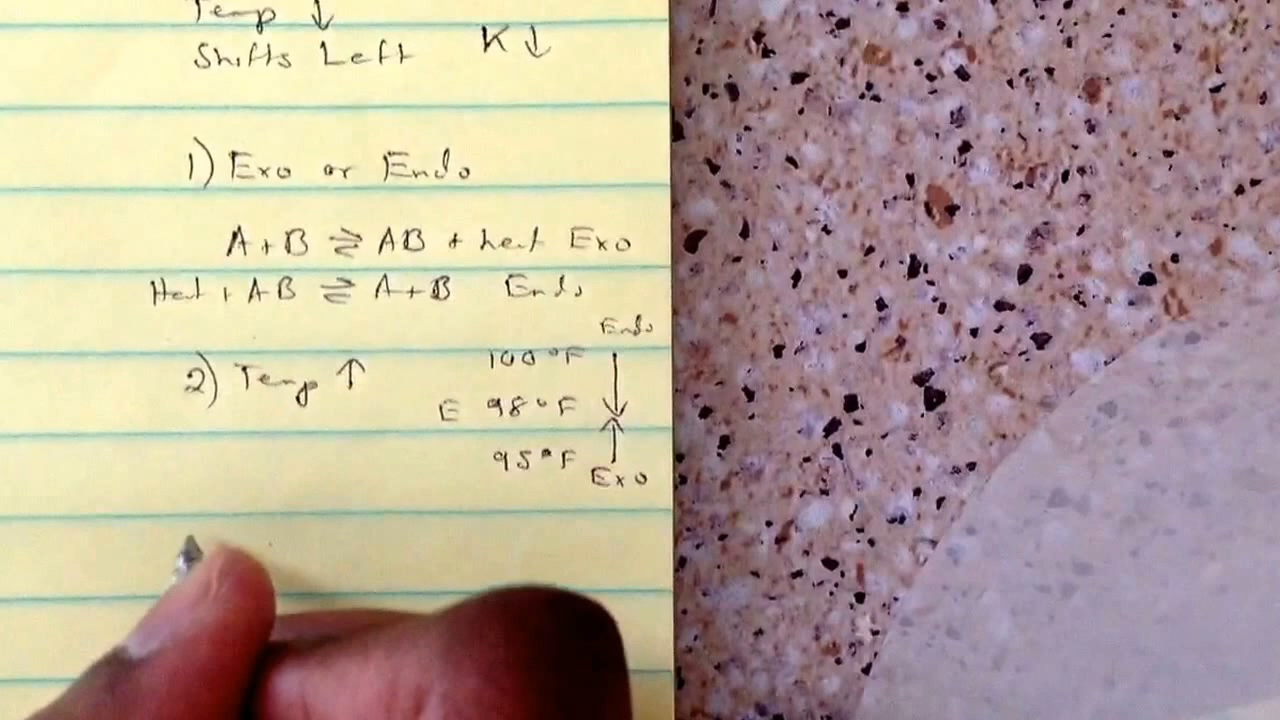 Temp ↓
Shifts Left K↓
1) Exo or Endo
A+B ⇌ AB + heat Exo
Heat + AB ⇌ A+B Endo
2) Temp ↑
Endo
100°F
E 98°F
95°F
Exo